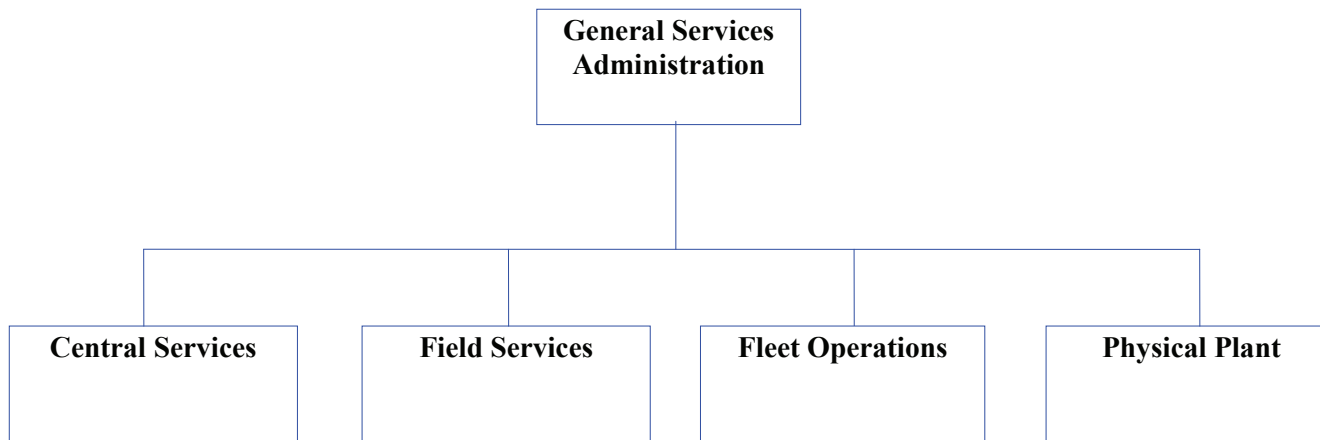 General Services
Administration
Central Services
Field Services
Fleet Operations
Physical Plant